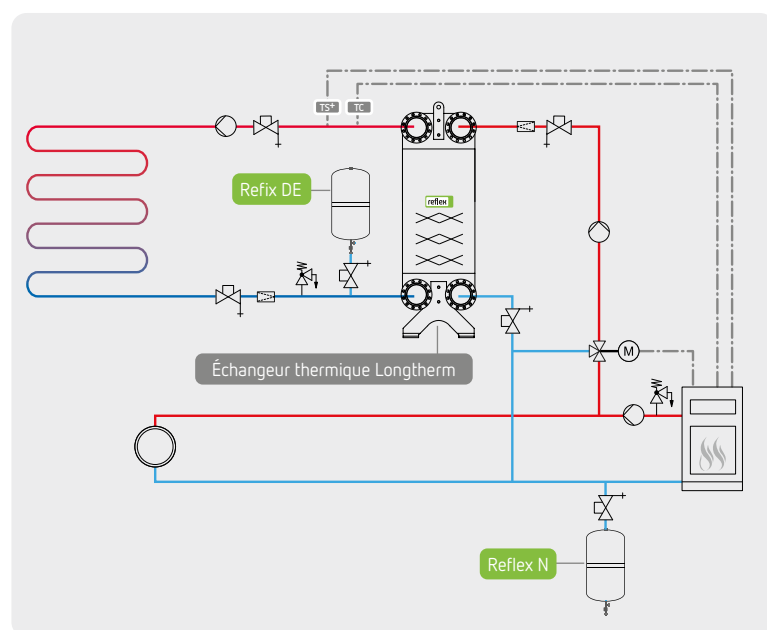 TS+
TC
Refix DE
reflex
Échangeur thermique Longtherm
M
Reflex N